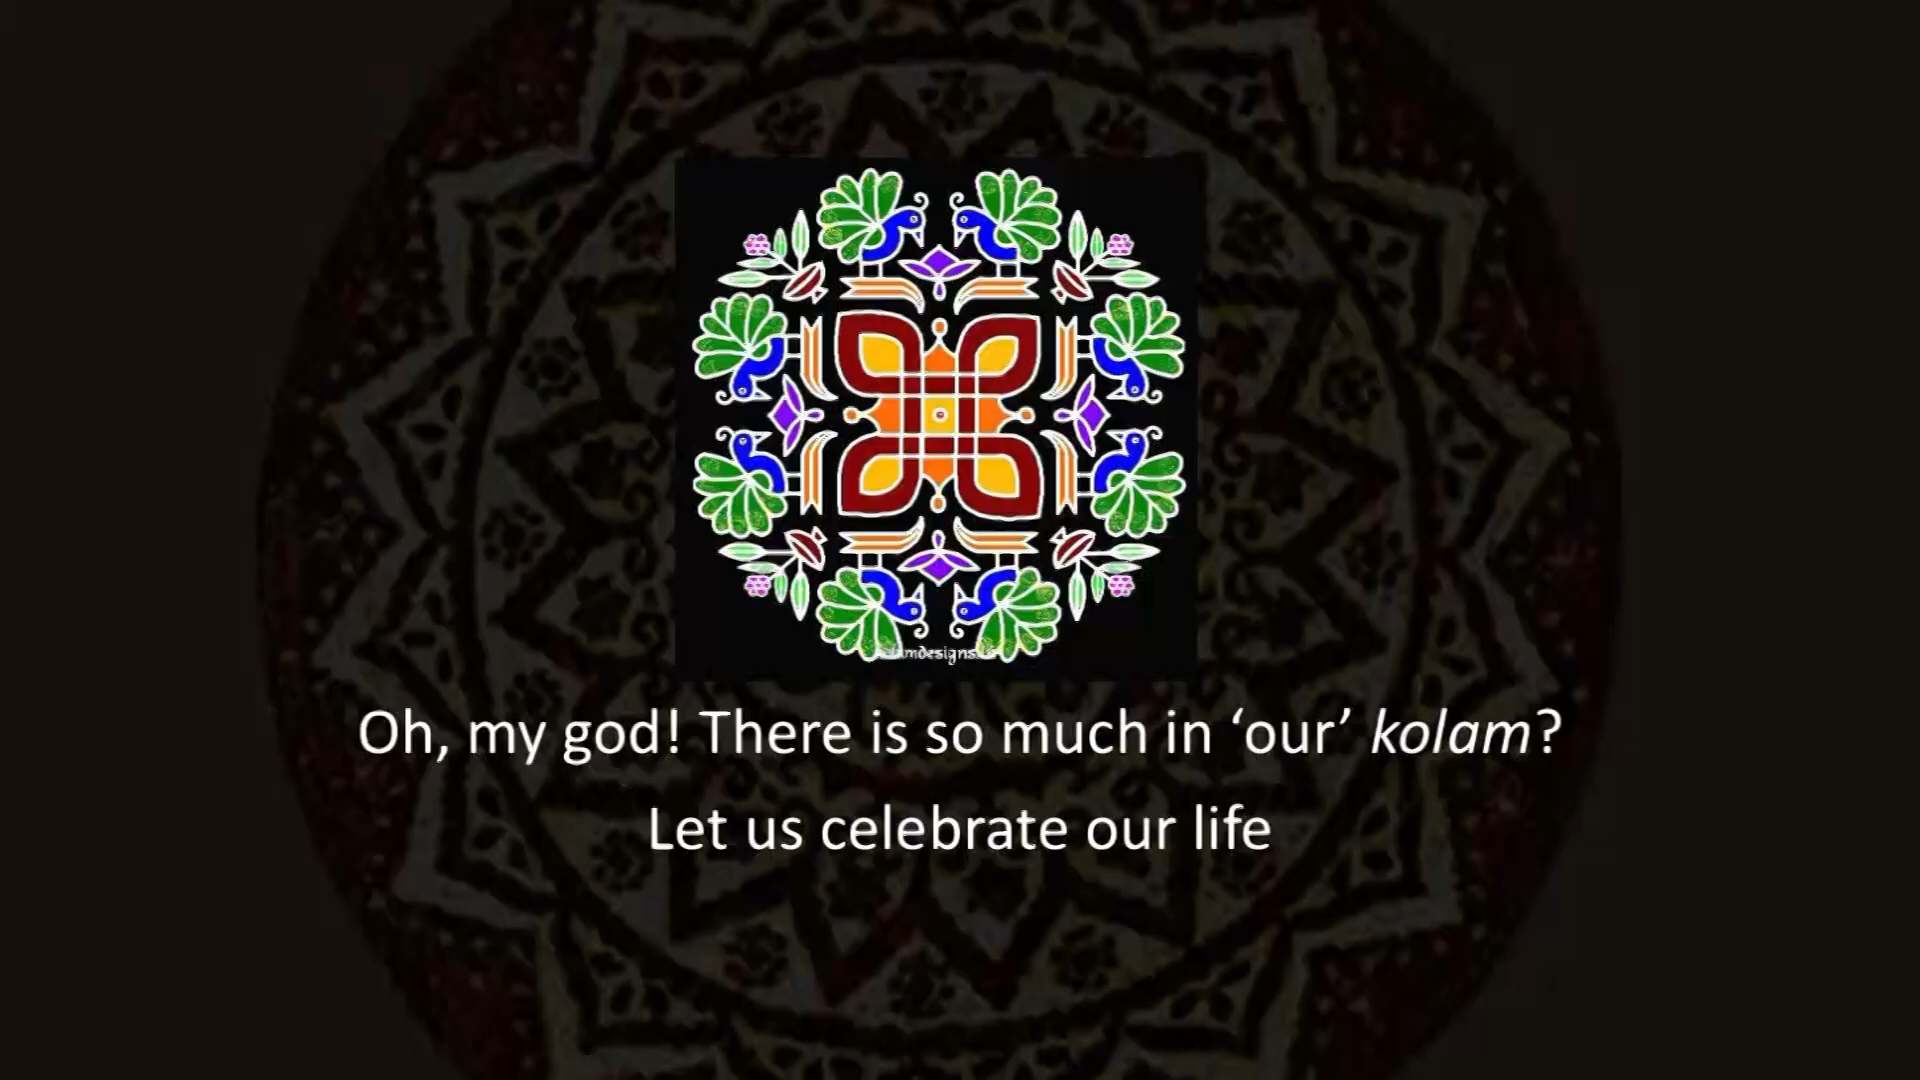 Oh, my god! There is so much in ‘our’ kolam?
Let us celebrate our life